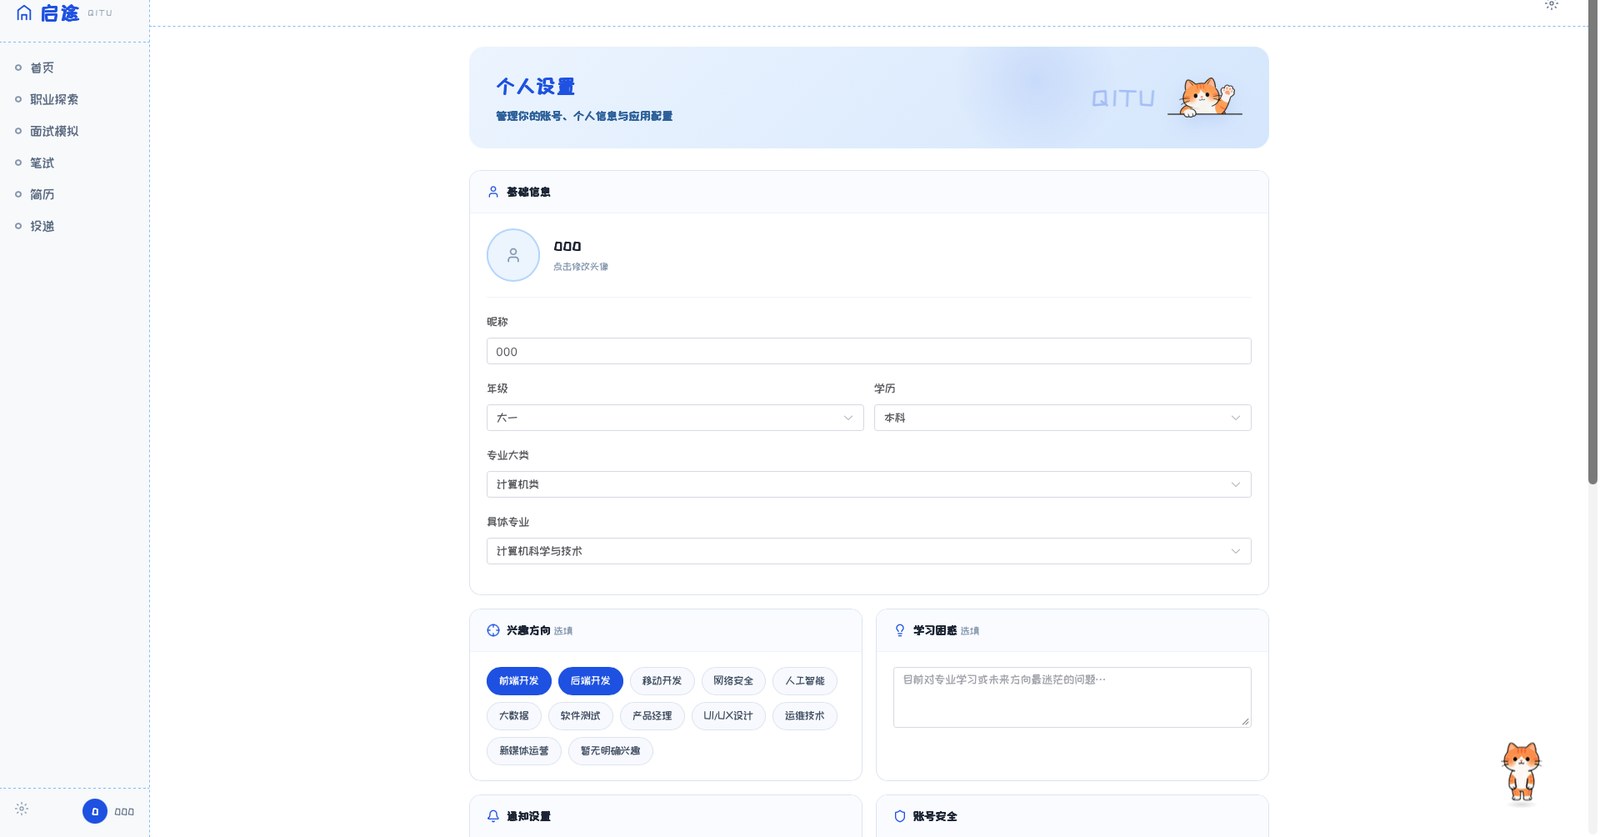 启途 QITU
首页
职业探索
面试模拟
笔试
简历
投递
000
个人设置
管理你的账号、个人信息与应用配置
QITU
基础信息
000
点击修改头像
昵称
000
年级
学历
大一
本科
专业大类
计算机类
具体专业
计算机科学与技术
兴趣方向 选填
前端开发 后端开发 移动开发 网络安全 人工智能
大数据 软件测试 产品经理 UI/UX设计 运维技术
新媒体运营 暂无明确兴趣
学习困惑 选填
目前对专业学习或未来方向最迷茫的问题…
通知设置
账号安全